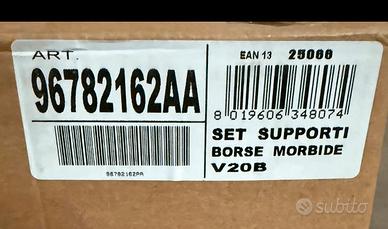 ART.
96782162AA
96782162AA
EAN 13 25066
8 019606 348074
SET SUPPORTI
BORSE MORBIDE
V20B
subito